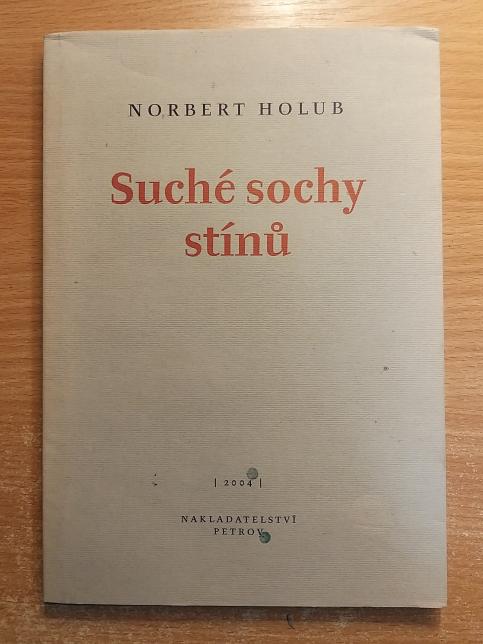 NORBERT HOLUB
Suché sochy
stínů
| 2004 |
NAKLADATELSTVÍ
PETROV